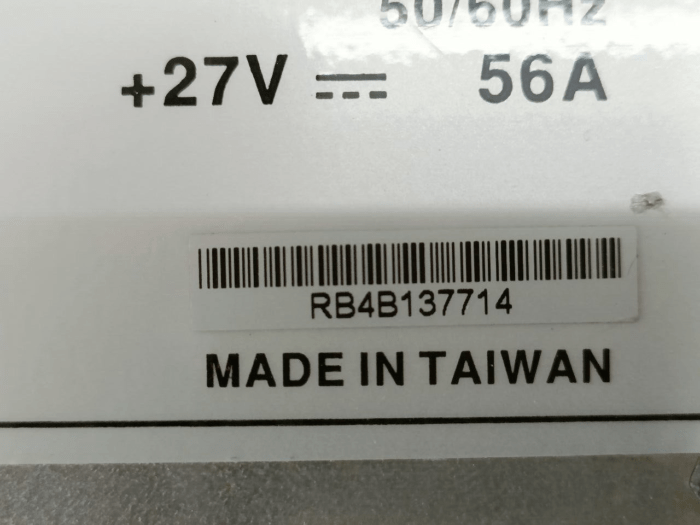 50/60Hz
+27V ⎓ 56A
RB4B137714
MADE IN TAIWAN